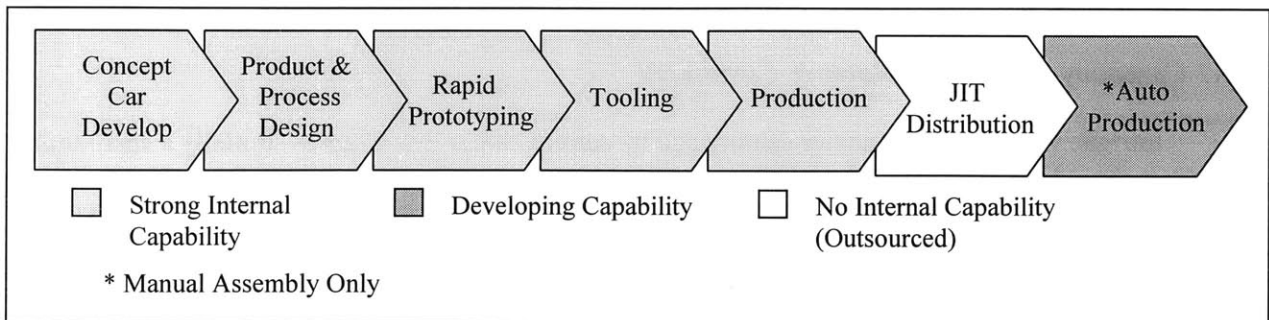 Concept
Car
Develop
Product &
Process
Design
Rapid
Prototyping
Tooling
Production
JIT
Distribution
*Auto
Production
Strong Internal
Capability
Developing Capability
No Internal Capability
(Outsourced)
* Manual Assembly Only